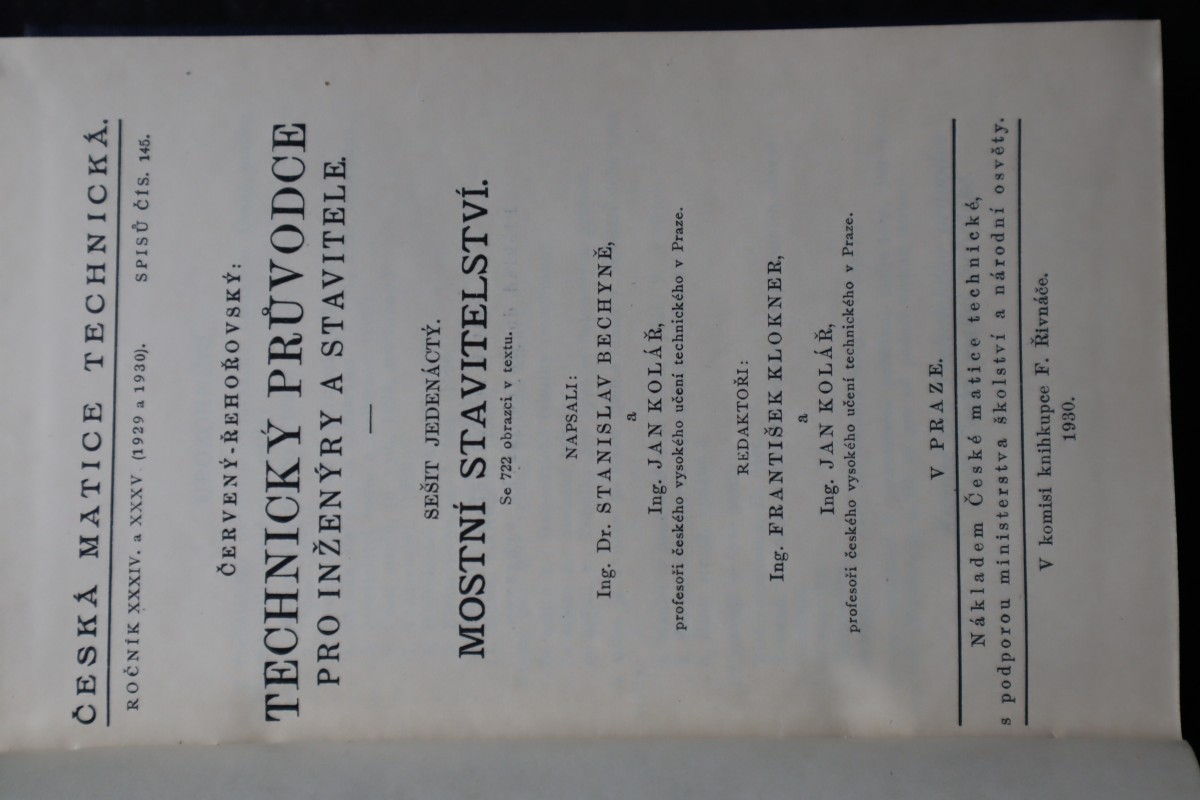 ČESKÁ MATICE TECHNICKÁ.
ROČNÍK XXXIV. a XXXV. (1929 a 1930). SPISŮ ČÍS. 145.
ČERVENÝ-ŘEHOŘOVSKÝ:
TECHNICKÝ PRŮVODCE
PRO INŽENÝRY A STAVITELE.
SEŠIT JEDENÁCTÝ.
MOSTNÍ STAVITELSTVÍ.
Se 722 obrazci v textu.
NAPSALI:
Ing. Dr. STANISLAV BECHYNĚ,
a
Ing. JAN KOLÁŘ,
profesoři českého vysokého učení technického v Praze.
REDAKTOŘI:
Ing. FRANTIŠEK KLOKNER,
a
Ing. JAN KOLÁŘ,
profesoři českého vysokého učení technického v Praze.
V PRAZE.
Nákladem České matice technické,
s podporou ministerstva školství a národní osvěty.
V komisi knihkupce F. Řivnáče.
1930.